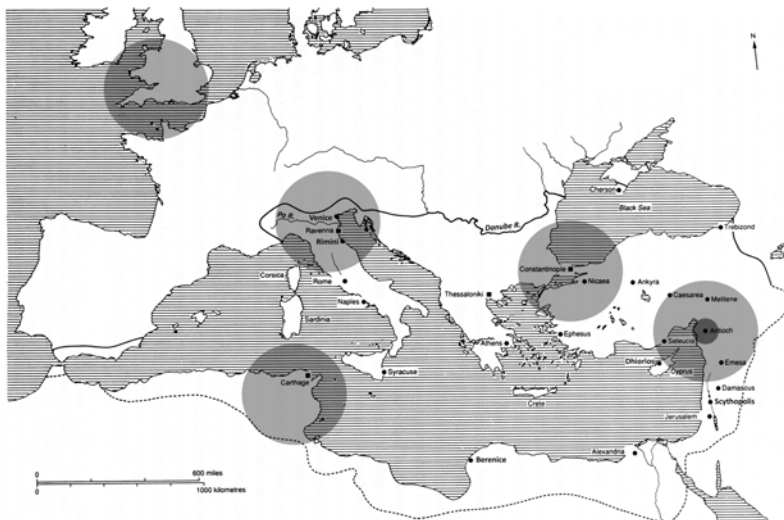 N
Cherson
Black Sea
Po R.
Venice
Ravenna
Rimini
Danube R.
Trebizond
Constantinople
Nicaea
Ankyra
Caesarea
Melitene
Corsica
Rome
Naples
Sardinia
Thessaloniki
Athens
Ephesus
Seleucia
Antioch
Dhiorios
Cyprus
Emesa
Carthage
Syracuse
Crete
Damascus
Scythopolis
Jerusalem
Alexandria
Berenice
0 600 miles
0 1000 kilometres